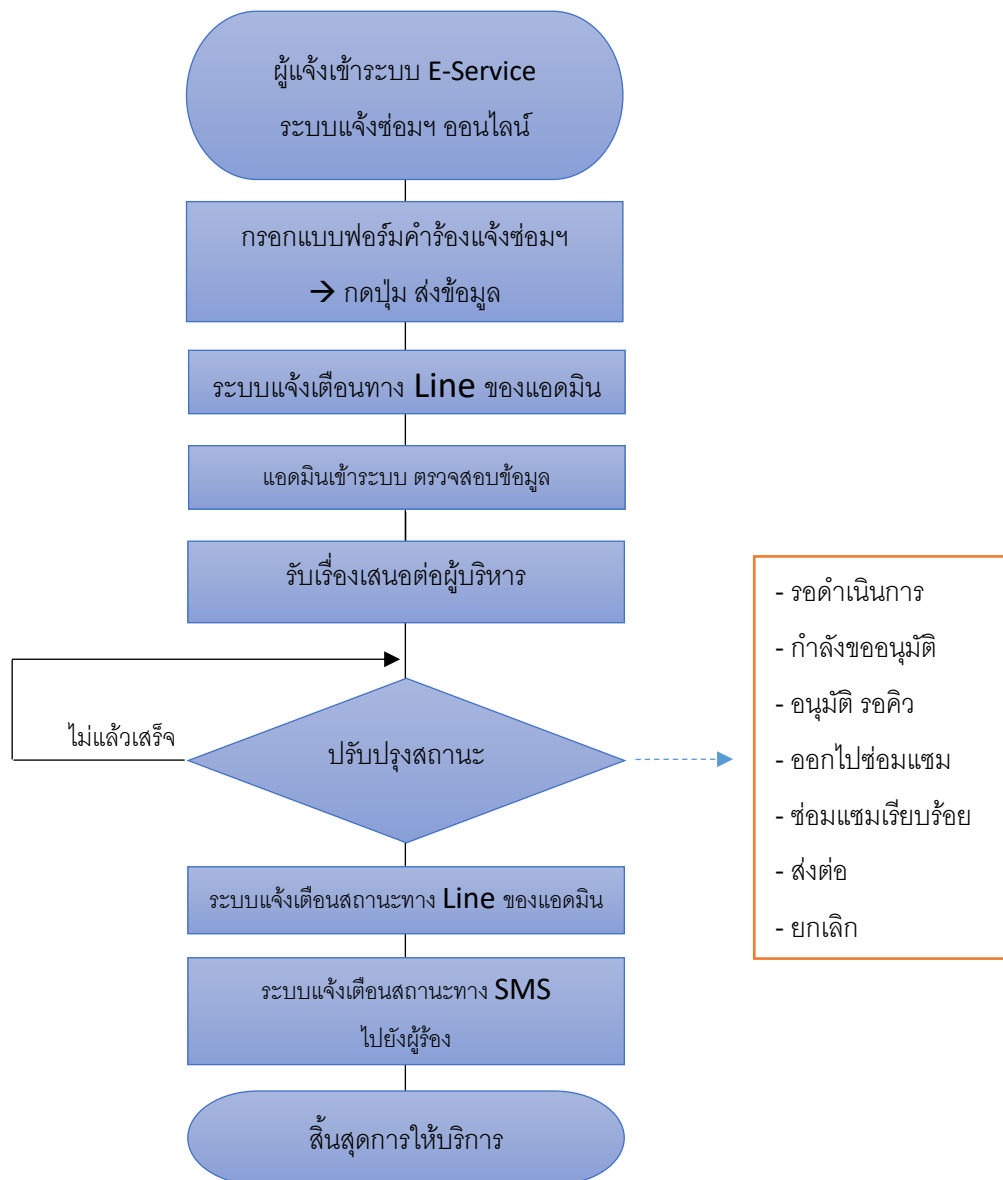 ผู้แจ้งเข้าระบบ E-Service
ระบบแจ้งซ่อมฯ ออนไลน์
กรอกแบบฟอร์มคำร้องแจ้งซ่อมฯ
→ กดปุ่ม ส่งข้อมูล
ระบบแจ้งเตือนทาง Line ของแอดมิน
แอดมินเข้าระบบ ตรวจสอบข้อมูล
รับเรื่องเสนอต่อผู้บริหาร
ไม่แล้วเสร็จ
ปรับปรุงสถานะ
- รอดำเนินการ
- กำลังขออนุมัติ
- อนุมัติ รอคิว
- ออกไปซ่อมแซม
- ซ่อมแซมเรียบร้อย
- ส่งต่อ
- ยกเลิก
ระบบแจ้งเตือนสถานะทาง Line ของแอดมิน
ระบบแจ้งเตือนสถานะทาง SMS
ไปยังผู้ร้อง
สิ้นสุดการให้บริการ